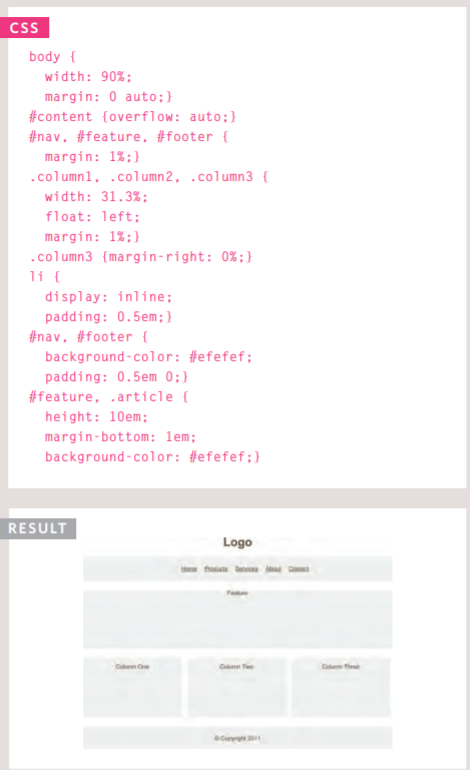 CSS
body {
width: 90%;
margin: 0 auto;}
#content {overflow: auto;}
#nav, #feature, #footer {
margin: 1%;}
.column1, .column2, .column3 {
width: 31.3%;
float: left;
margin: 1%;}
.column3 {margin-right: 0%;}
li {
display: inline;
padding: 0.5em;}
#nav, #footer {
background-color: #efefef;
padding: 0.5em 0;}
#feature, .article {
height: 10em;
margin-bottom: 1em;
background-color: #efefef;}
RESULT
Logo
Home Products Services About Contact
Feature
Column One Column Two Column Three
© Copyright 2011